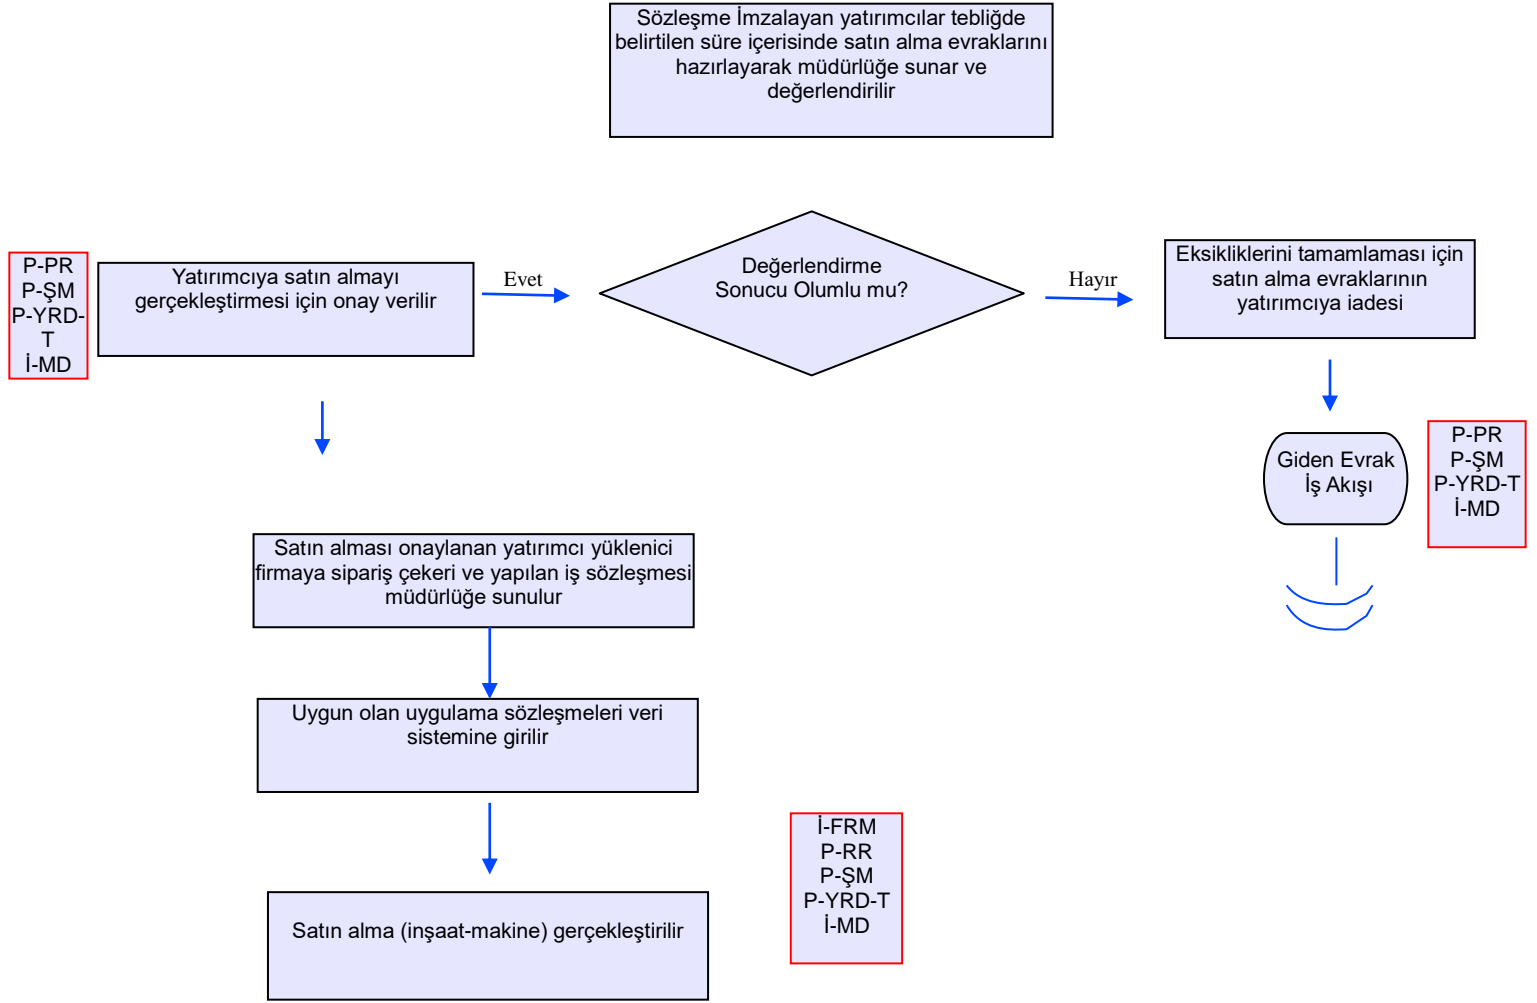 Sözleşme İmzalayan yatırımcılar tebliğde
belirtilen süre içerisinde satın alma evraklarını
hazırlayarak müdürlüğe sunar ve
değerlendirilir
P-PR
P-ŞM
P-YRD-
T
İ-MD
Yatırımcıya satın almayı
gerçekleştirmesi için onay verilir
Evet
Değerlendirme
Sonucu Olumlu mu?
Hayır
Eksikliklerini tamamlaması için
satın alma evraklarının
yatırımcıya iadesi
Giden Evrak
İş Akışı
P-PR
P-ŞM
P-YRD-T
İ-MD
Satın alması onaylanan yatırımcı yüklenici
firmaya sipariş çekeri ve yapılan iş sözleşmesi
müdürlüğe sunulur
Uygun olan uygulama sözleşmeleri veri
sistemine girilir
İ-FRM
P-RR
P-ŞM
P-YRD-T
İ-MD
Satın alma (inşaat-makine) gerçekleştirilir